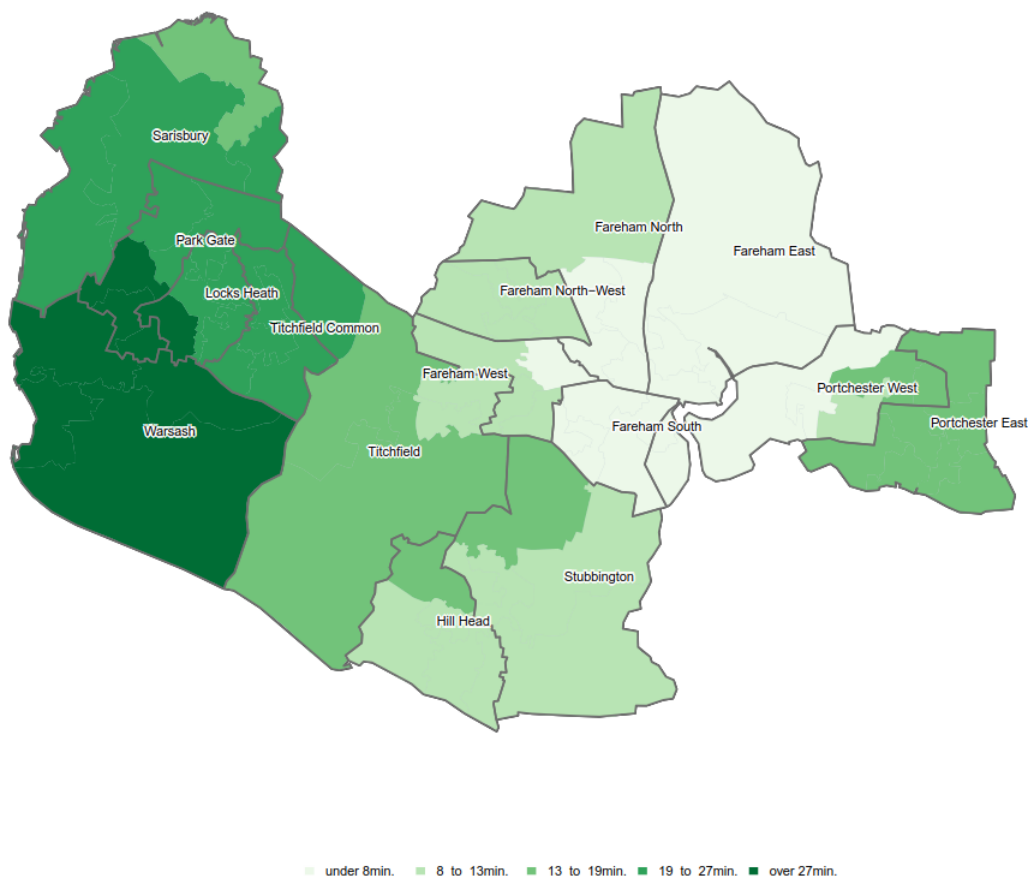 Sarisbury
Fareham North
Park Gate
Fareham East
Fareham North−West
Locks Heath
Titchfield Common
Fareham West
Portchester West
Portchester East
Fareham South
Warsash
Titchfield
Stubbington
Hill Head
under 8min. 8 to 13min. 13 to 19min. 19 to 27min. over 27min.